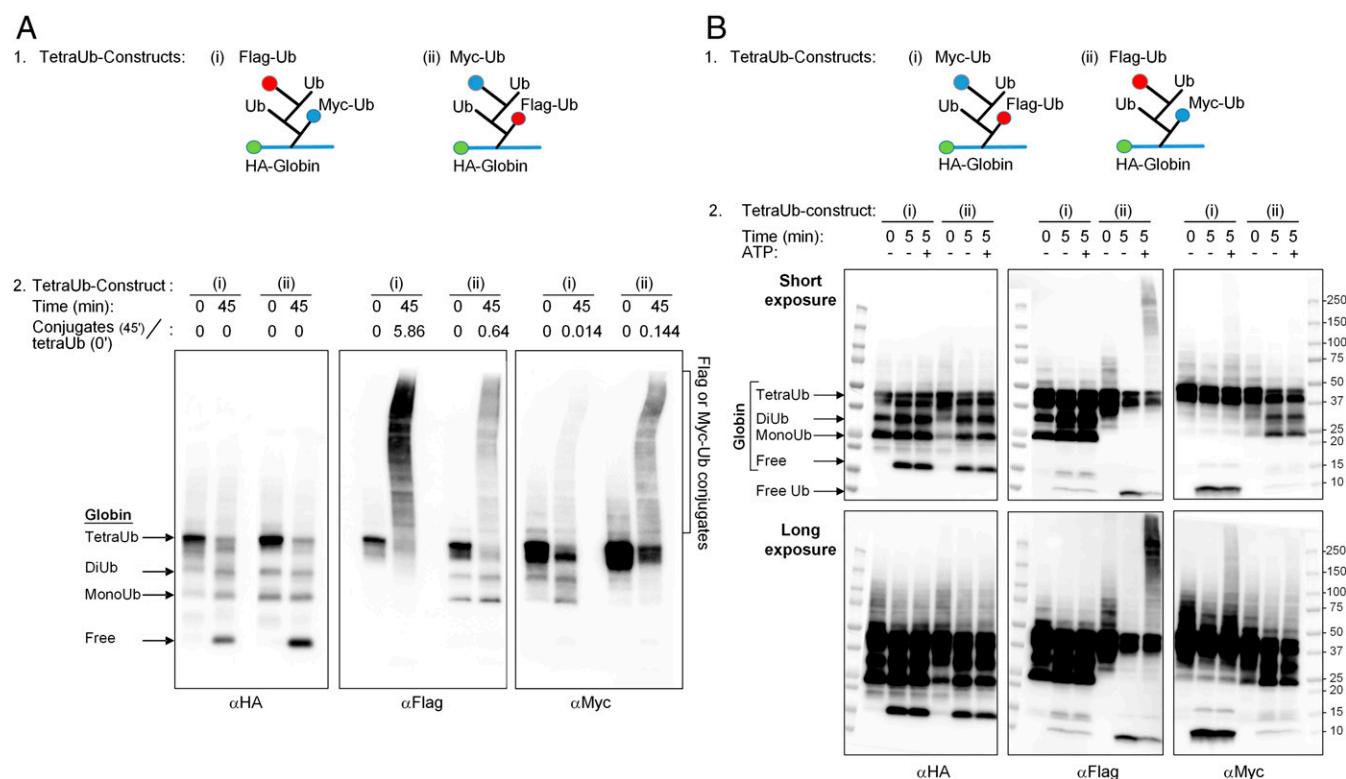 A
1. TetraUb-Constructs: (i) Flag-Ub (ii) Myc-Ub
Ub Ub
Ub Myc-Ub Ub Flag-Ub
HA-Globin HA-Globin
2. TetraUb-Construct : (i) (ii) (i) (ii) (i) (ii)
Time (min): 0 45 0 45 0 45 0 45 0 45 0 45
Conjugates (45') / tetraUb (0') : 0 0 0 0 0 5.86 0 0.64 0 0.014 0 0.144
Flag or Myc-Ub conjugates
Globin
TetraUb
DiUb
MonoUb
Free
αHA αFlag αMyc
B
1. TetraUb-Constructs: (i) Myc-Ub (ii) Flag-Ub
Ub Ub
Ub Flag-Ub Ub Myc-Ub
HA-Globin HA-Globin
2. TetraUb-construct: (i) (ii) (i) (ii) (i) (ii)
Time (min): 0 5 5 0 5 5 0 5 5 0 5 5 0 5 5 0 5 5
ATP: - - + - - + - - + - - + - - + - - +
Short exposure
Globin
TetraUb
DiUb
MonoUb
Free
Free Ub
250
150
100
75
50
37
25
20
15
10
Long exposure
250
150
100
75
50
37
25
20
15
10
αHA αFlag αMyc